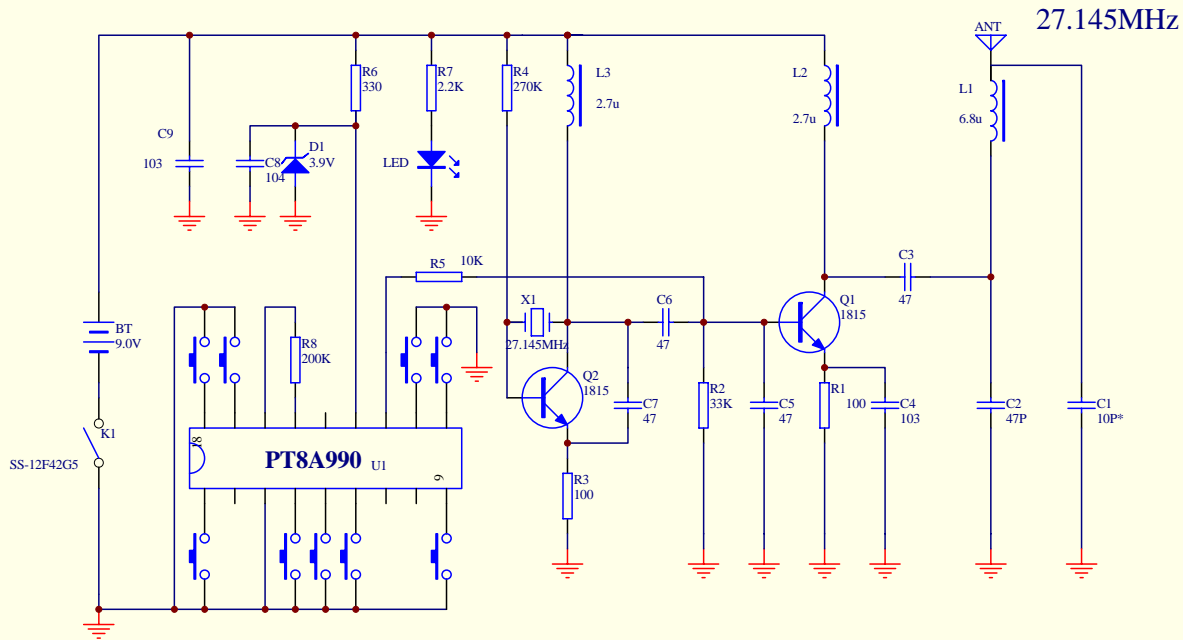 27.145MHz
ANT
R6
330
R7
2.2K
R4
270K
L3
2.7u
L2
2.7u
L1
6.8u
C9
103
C8
104
D1
3.9V
LED
R5
10K
X1
27.145MHz
C6
47
Q1
1815
C3
47
BT
9.0V
R8
200K
Q2
1815
C7
47
R2
33K
C5
47
R1
100
C4
103
C2
47P
C1
10P*
K1
SS-12F42G5
18
PT8A990
U1
9
R3
100